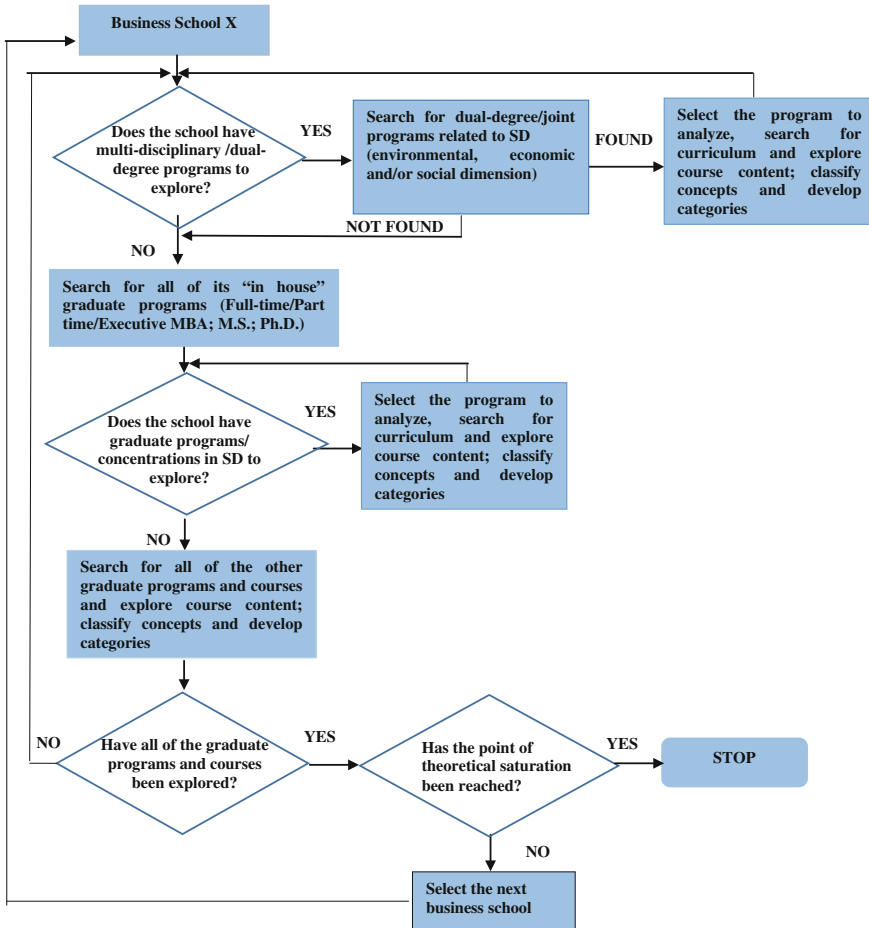 Business School X
Does the school have
multi-disciplinary /dual-
degree programs to
explore?
YES
Search for dual-degree/joint
programs related to SD
(environmental, economic
and/or social dimension)
FOUND
Select the program to
analyze, search for
curriculum and explore
course content; classify
concepts and develop
categories
NOT FOUND
NO
Search for all of its “in house”
graduate programs (Full-time/Part
time/Executive MBA; M.S.; Ph.D.)
Does the school have
graduate programs/
concentrations in SD to
explore?
YES
Select the program to
analyze, search for
curriculum and explore
course content; classify
concepts and develop
categories
NO
Search for all of the other
graduate programs and courses
and explore course content;
classify concepts and develop
categories
NO
Have all of the graduate
programs and courses
been explored?
YES
Has the point of
theoretical saturation
been reached?
YES
STOP
NO
Select the next
business school